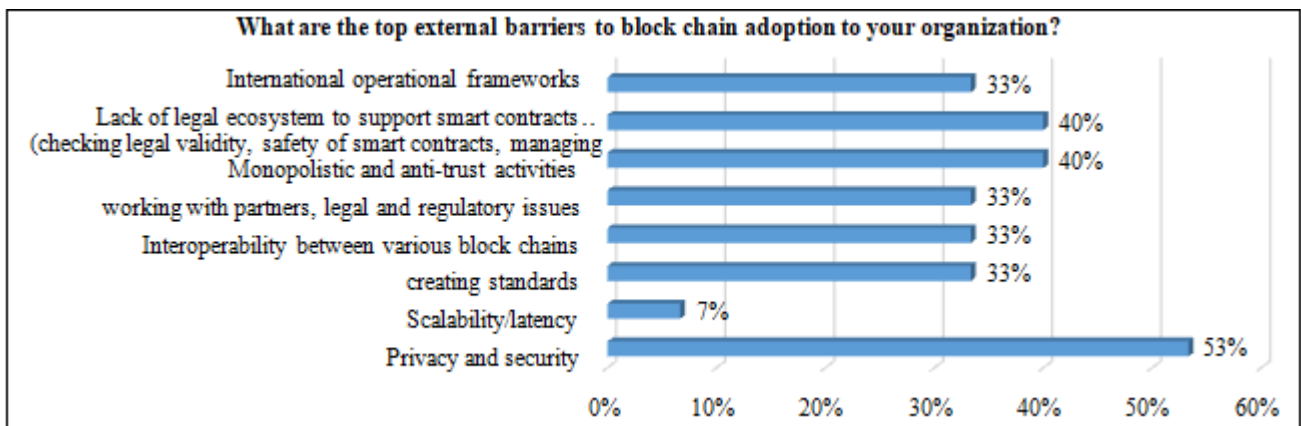 What are the top external barriers to block chain adoption to your organization?
International operational frameworks
33%
Lack of legal ecosystem to support smart contracts ..
40%
(checking legal validity, safety of smart contracts, managing
Monopolistic and anti-trust activities
40%
working with partners, legal and regulatory issues
33%
Interoperability between various block chains
33%
creating standards
33%
Scalability/latency
7%
Privacy and security
53%
0% 10% 20% 30% 40% 50% 60%